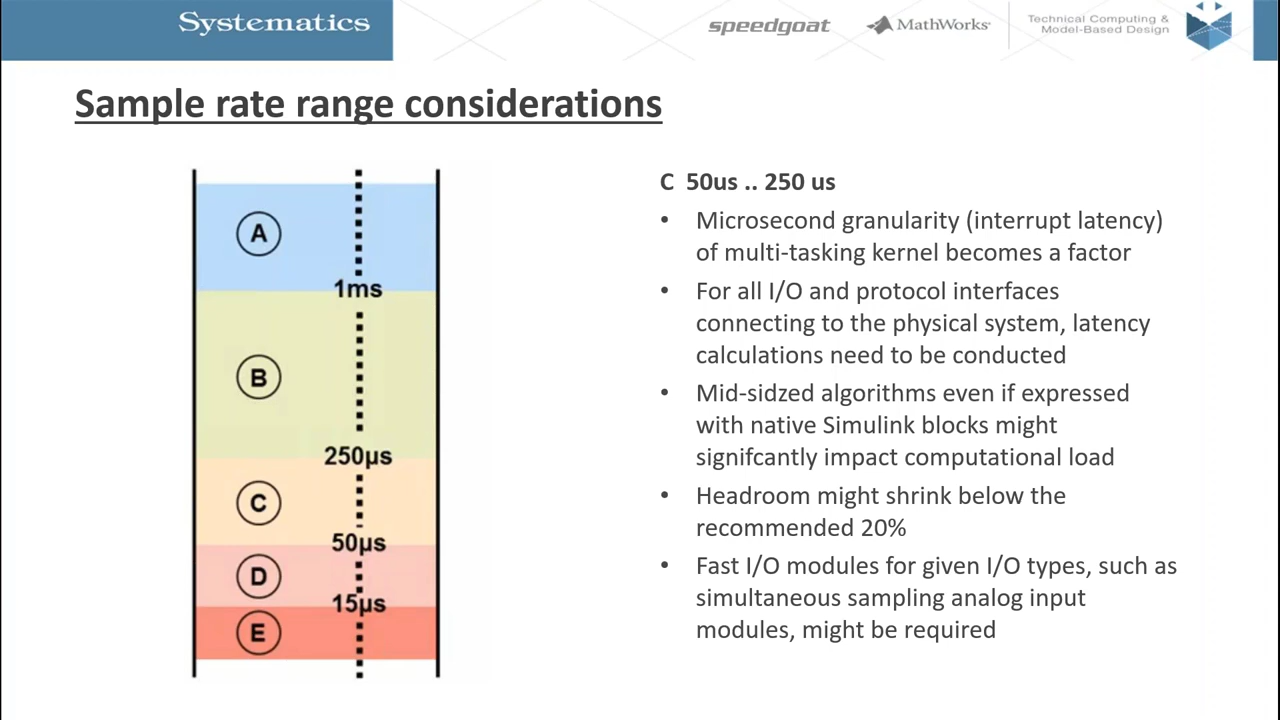 Systematics
speedgoat
MathWorks
Technical Computing &
Model-Based Design
Sample rate range considerations
A
1ms
B
250µs
C
50µs
D
15µs
E
C 50us .. 250 us
• Microsecond granularity (interrupt latency)
of multi-tasking kernel becomes a factor
• For all I/O and protocol interfaces
connecting to the physical system, latency
calculations need to be conducted
• Mid-sidzed algorithms even if expressed
with native Simulink blocks might
signifcantly impact computational load
• Headroom might shrink below the
recommended 20%
• Fast I/O modules for given I/O types, such as
simultaneous sampling analog input
modules, might be required